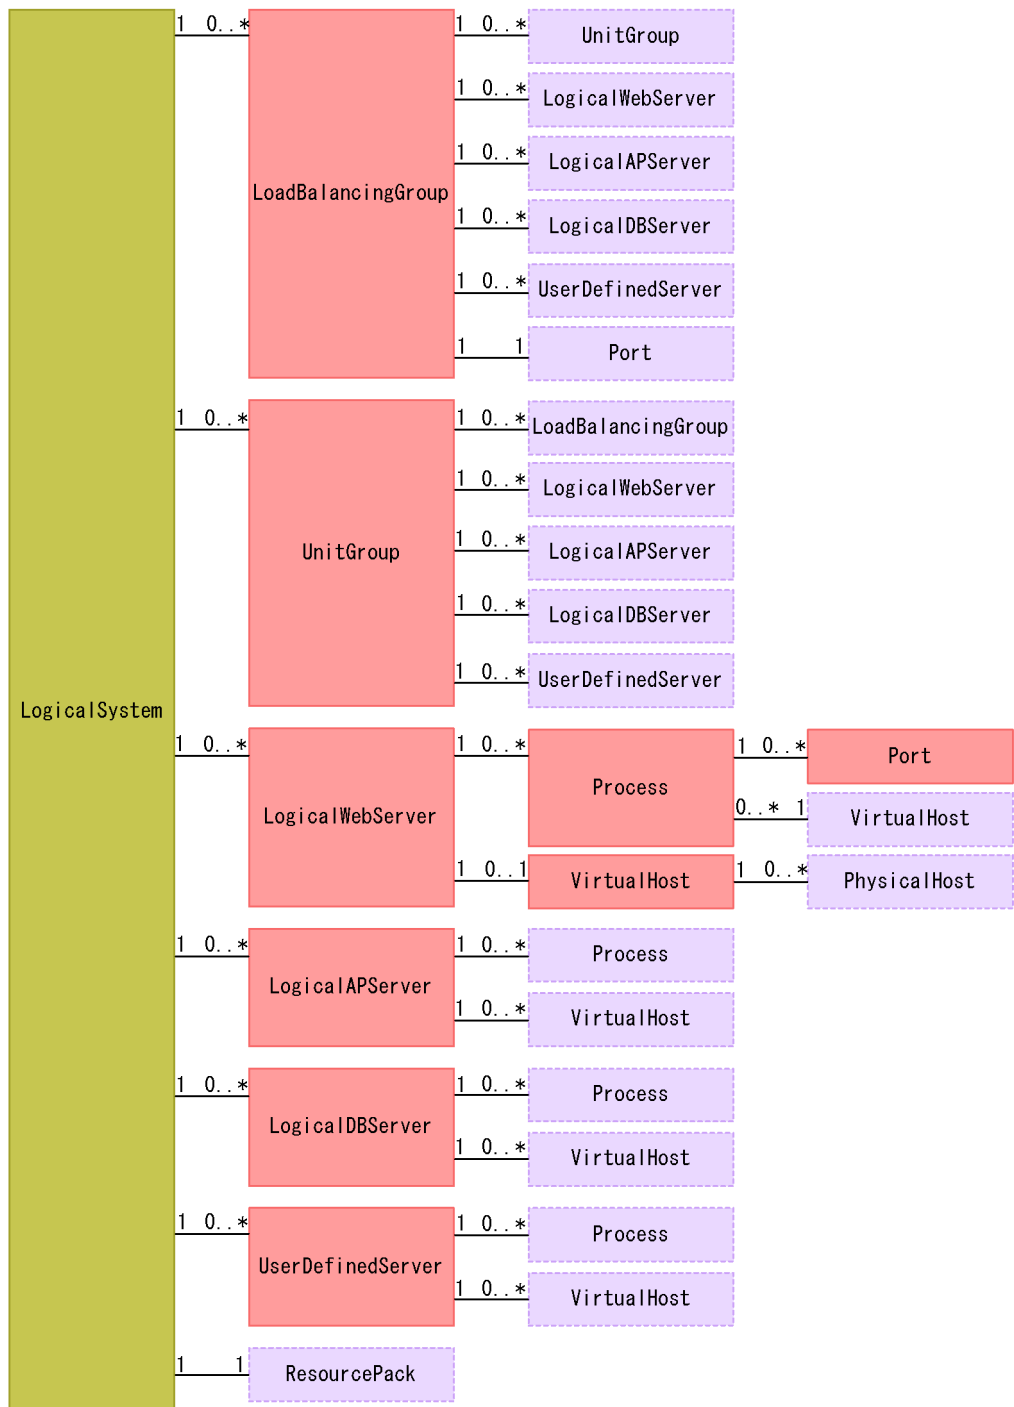 LogicalSystem
1 0..*
LoadBalancingGroup
1 0..*
UnitGroup
1 0..*
LogicalWebServer
1 0..*
LogicalAPServer
1 0..*
LogicalDBServer
1 0..*
UserDefinedServer
1 1
Port
1 0..*
UnitGroup
1 0..*
LoadBalancingGroup
1 0..*
LogicalWebServer
1 0..*
LogicalAPServer
1 0..*
LogicalDBServer
1 0..*
UserDefinedServer
1 0..*
LogicalWebServer
1 0..*
Process
1 0..*
Port
0..* 1
VirtualHost
1 0..1
VirtualHost
1 0..*
PhysicalHost
1 0..*
LogicalAPServer
1 0..*
Process
1 0..*
VirtualHost
1 0..*
LogicalDBServer
1 0..*
Process
1 0..*
VirtualHost
1 0..*
UserDefinedServer
1 0..*
Process
1 0..*
VirtualHost
1 1
ResourcePack